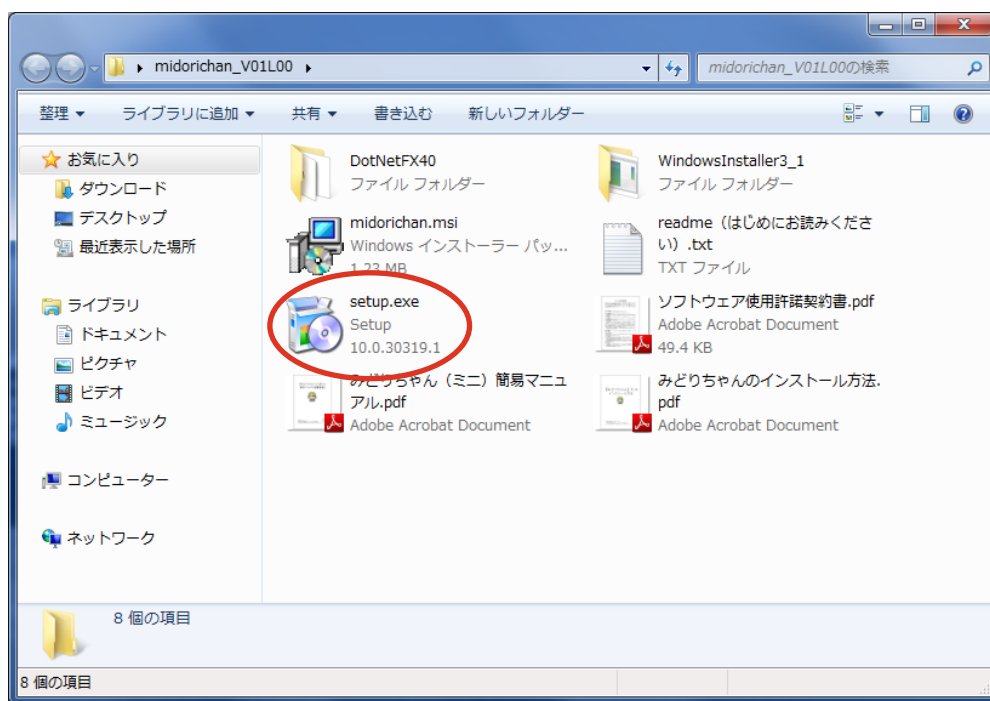 midorichan_V01L00
midorichan_V01L00の検索
整理 ライブラリに追加 共有 書き込む 新しいフォルダー
お気に入り
ダウンロード
デスクトップ
最近表示した場所
ライブラリ
ドキュメント
ピクチャ
ビデオ
ミュージック
コンピューター
ネットワーク
DotNetFX40
ファイル フォルダー
WindowsInstaller3_1
ファイル フォルダー
midorichan.msi
Windows インストーラー パッ...
1.23 MB
readme（はじめにお読みくださ
い）.txt
TXT ファイル
setup.exe
Setup
10.0.30319.1
ソフトウェア使用許諾契約書.pdf
Adobe Acrobat Document
49.4 KB
みどりちゃん（ミニ）簡易マニュ
アル.pdf
Adobe Acrobat Document
みどりちゃんのインストール方法.
pdf
Adobe Acrobat Document
8 個の項目
8 個の項目